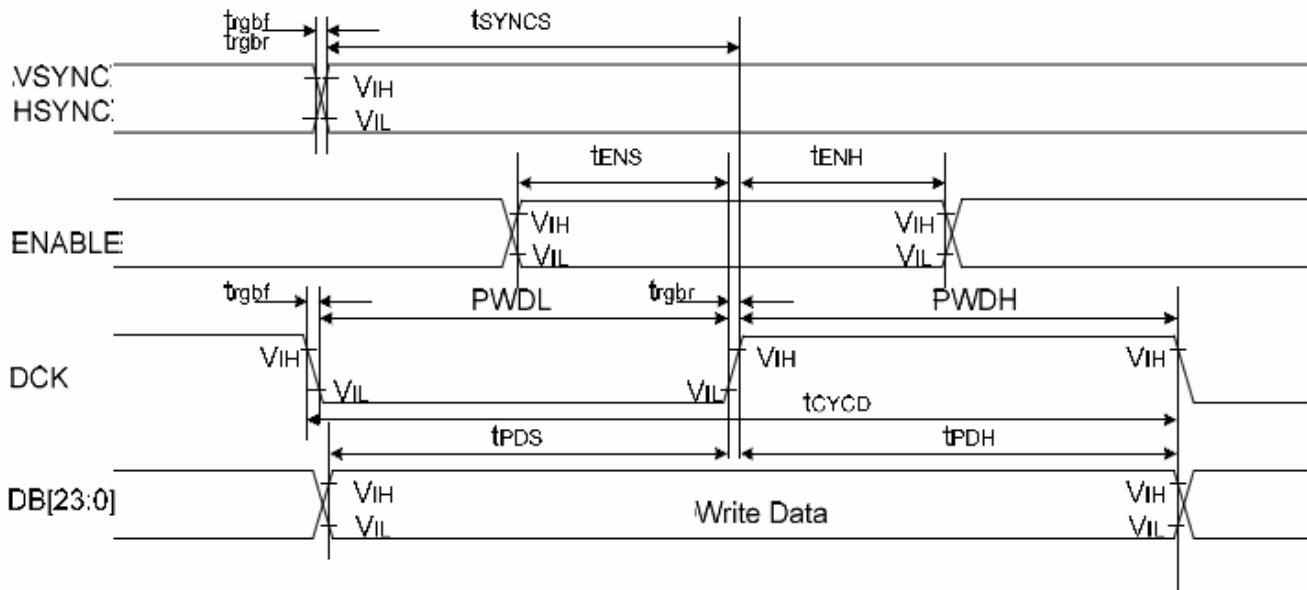 trgbf
trgbr
tSYNCS
VSYNC
HSYNC
VIH
VIL
tENS
tENH
ENABLE
VIH
VIL
VIH
VIL
trgbf
PWDL
trgbr
PWDH
DCK
VIH
VIL
VIL
VIH
VIH
tCYCD
tPDS
tPDH
DB[23:0]
VIH
VIL
Write Data
VIH
VIL